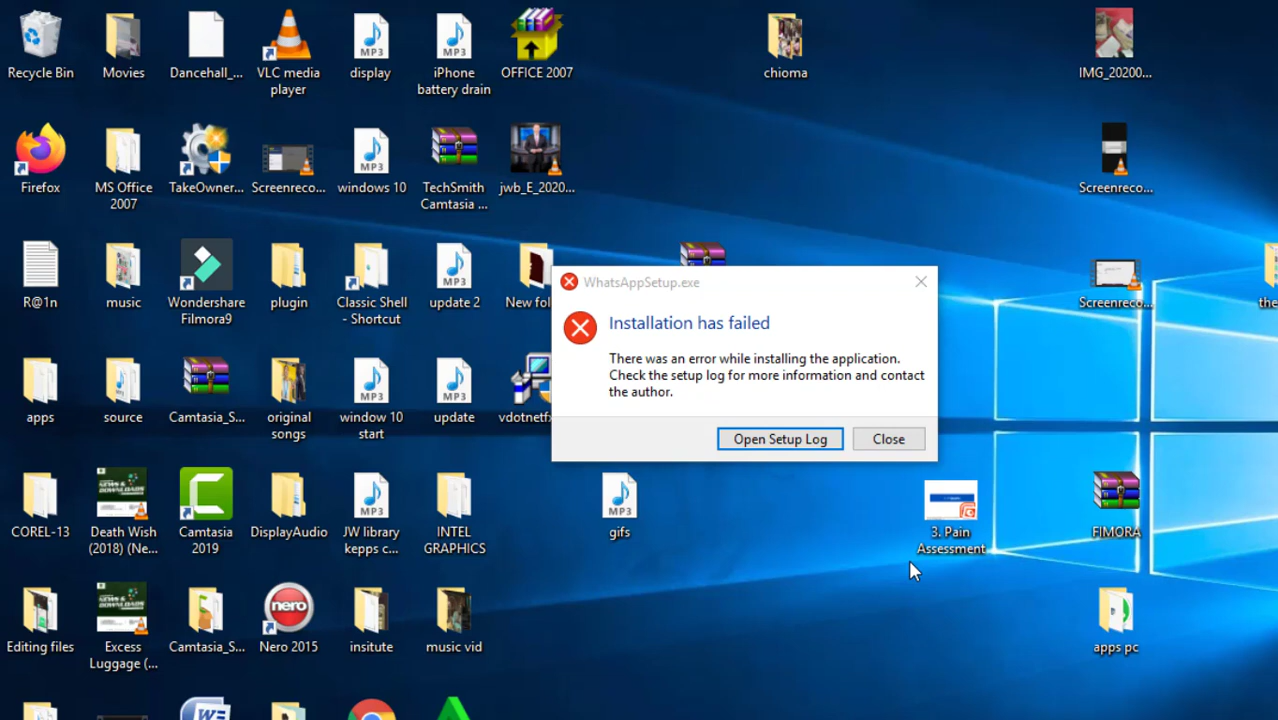 Recycle Bin
Movies
Dancehall_...
VLC media
player
display
iPhone
battery drain
OFFICE 2007
chioma
IMG_20200...
Firefox
MS Office
2007
TakeOwner...
Screenreco...
windows 10
TechSmith
Camtasia ...
jwb_E_2020...
Screenreco...
R@1n
music
Wondershare
Filmora9
plugin
Classic Shell
- Shortcut
update 2
New fol
Screenreco...
the
WhatsAppSetup.exe
Installation has failed
There was an error while installing the application.
Check the setup log for more information and contact
the author.
Open Setup Log
Close
apps
source
Camtasia_S...
original
songs
window 10
start
update
vdotnetfx
COREL-13
Death Wish
(2018) (Ne...
Camtasia
2019
DisplayAudio
JW library
kepps c...
INTEL
GRAPHICS
gifs
3. Pain
Assessment
FIMORA
Editing files
Excess
Luggage (...
Camtasia_S...
nero
Nero 2015
insitute
music vid
apps pc